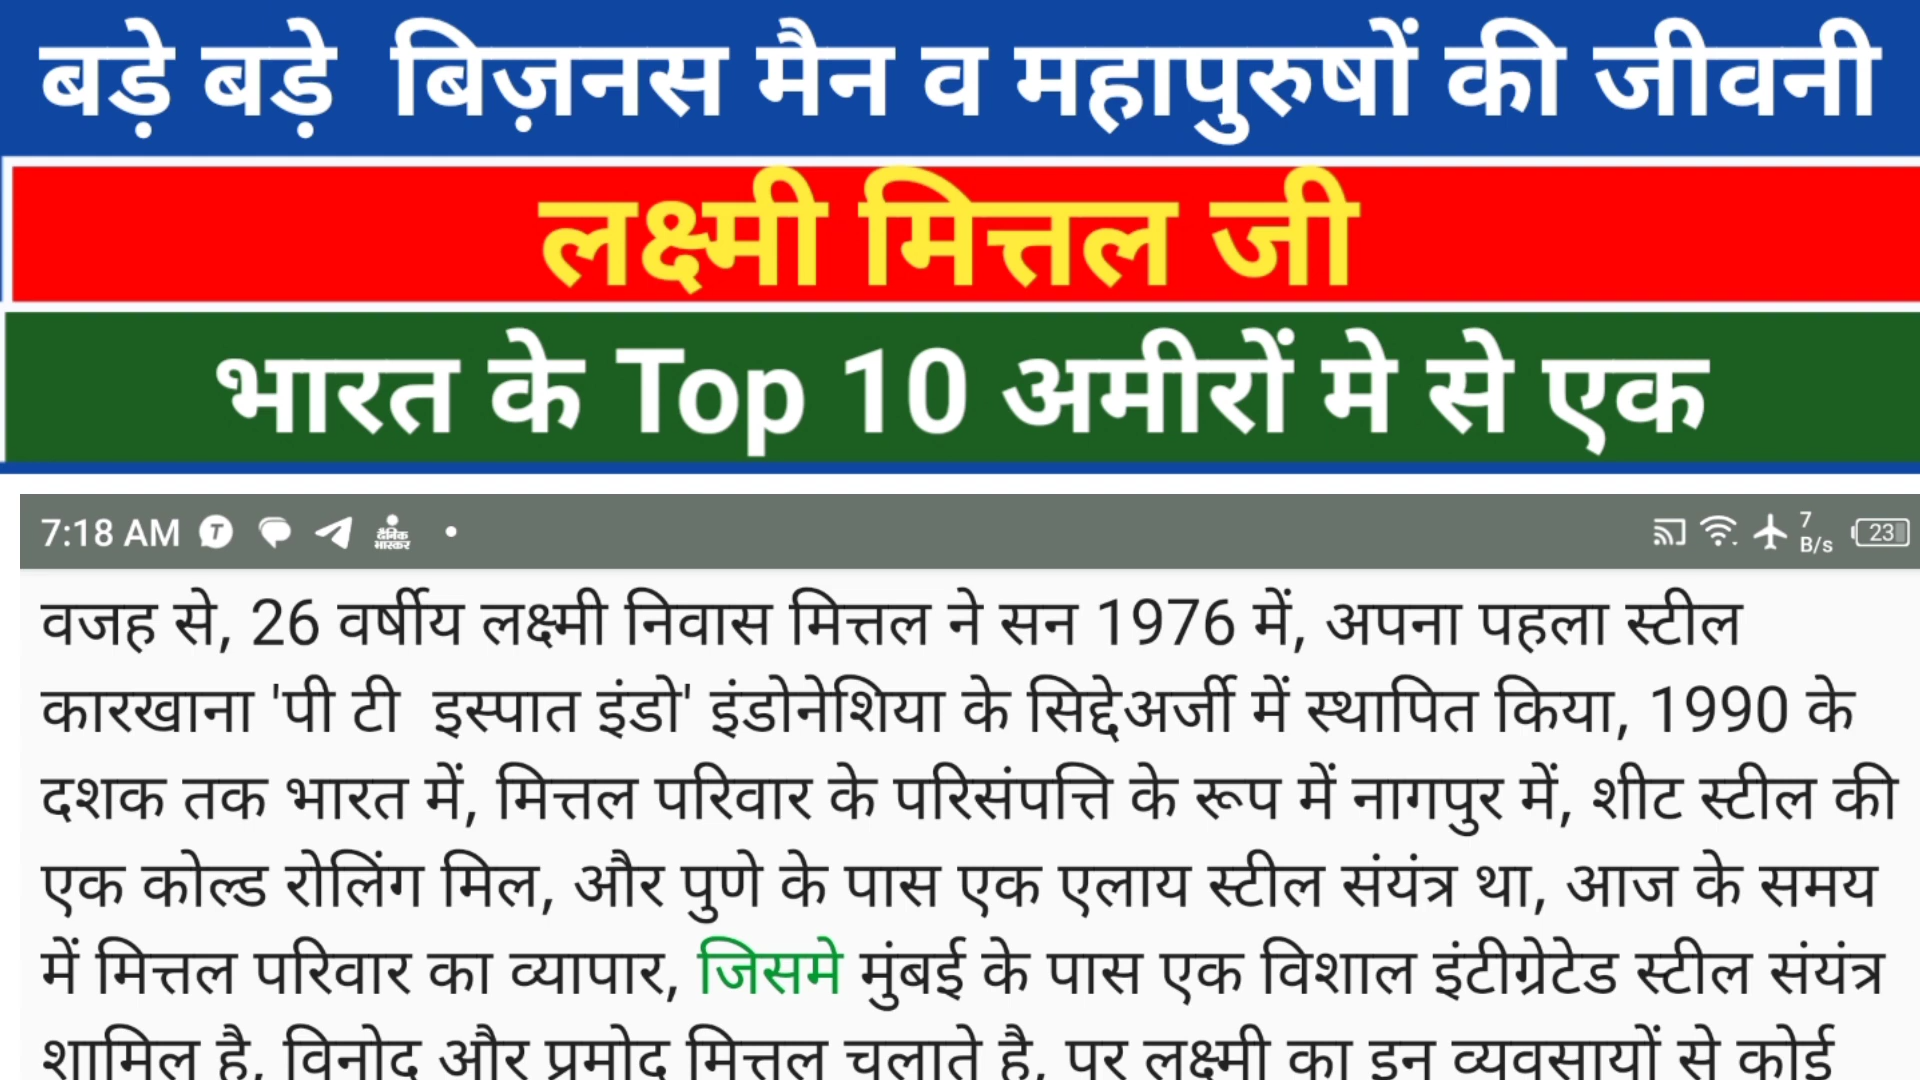 बड़े बड़े बिज़नस मैन व महापुरुषों की जीवनी
लक्ष्मी मित्तल जी
भारत के Top 10 अमीरों मे से एक
7:18 AM T दैनिक भास्कर 7 B/s 23
वजह से, 26 वर्षीय लक्ष्मी निवास मित्तल ने सन 1976 में, अपना पहला स्टील
कारखाना 'पी टी इस्पात इंडो' इंडोनेशिया के सिद्देअर्जी में स्थापित किया, 1990 के
दशक तक भारत में, मित्तल परिवार के परिसंपत्ति के रूप में नागपुर में, शीट स्टील की
एक कोल्ड रोलिंग मिल, और पुणे के पास एक एलाय स्टील संयंत्र था, आज के समय
में मित्तल परिवार का व्यापार, जिसमे मुंबई के पास एक विशाल इंटीग्रेटेड स्टील संयंत्र
शामिल है, विनोद और प्रमोद मित्तल चलाते है, पर लक्ष्मी का इन व्यवसायों से कोई